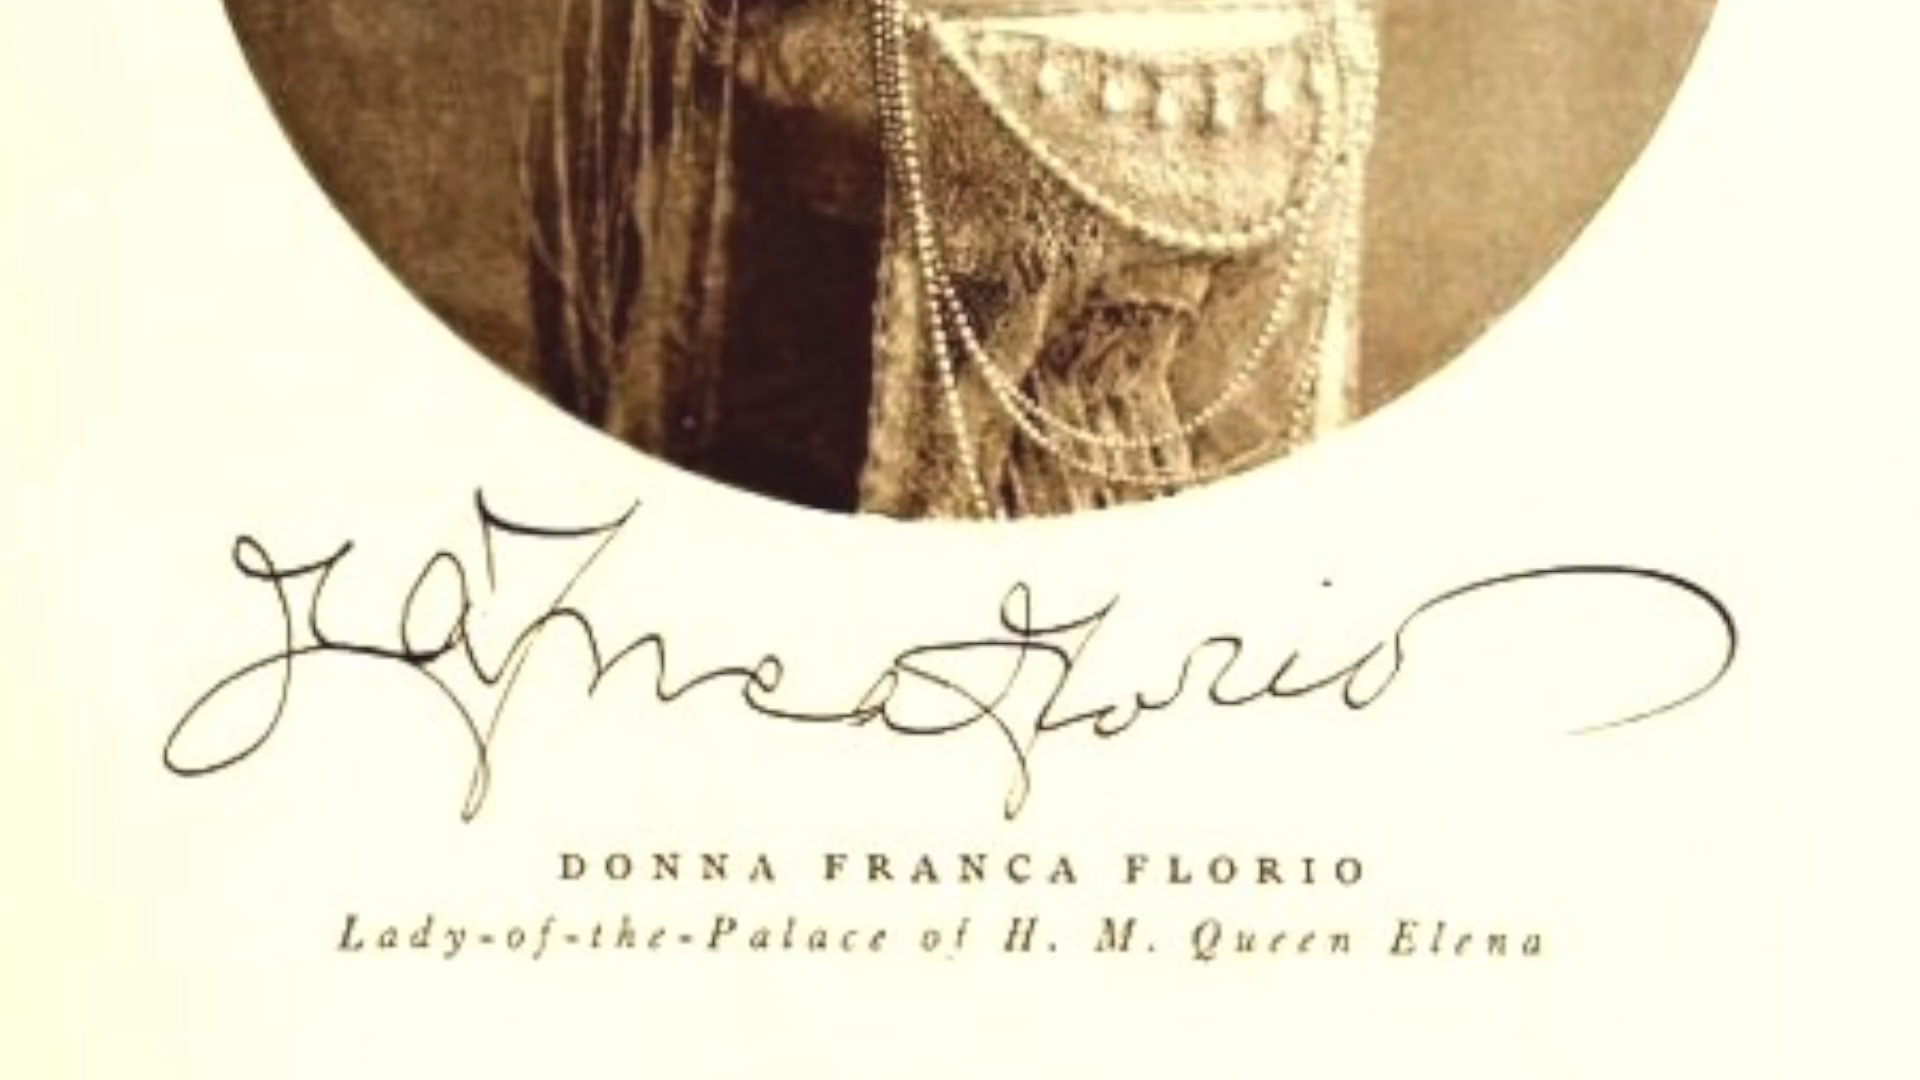 Franca Florio
DONNA FRANCA FLORIO
Lady-of-the-Palace of H. M. Queen Elena